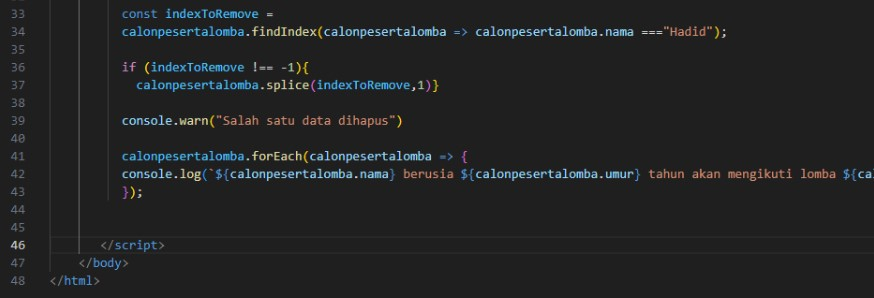 33 const indexToRemove =
34 calonpesertalomba.findIndex(calonpesertalomba => calonpesertalomba.nama ==="Hadid");
35
36 if (indexToRemove !== -1){
37 calonpesertalomba.splice(indexToRemove,1)}
38
39 console.warn("Salah satu data dihapus")
40
41 calonpesertalomba.forEach(calonpesertalomba => {
42 console.log(`${calonpesertalomba.nama} berusia ${calonpesertalomba.umur} tahun akan mengikuti lomba ${ca
43 });
44
45
46 </script>
47 </body>
48 </html>